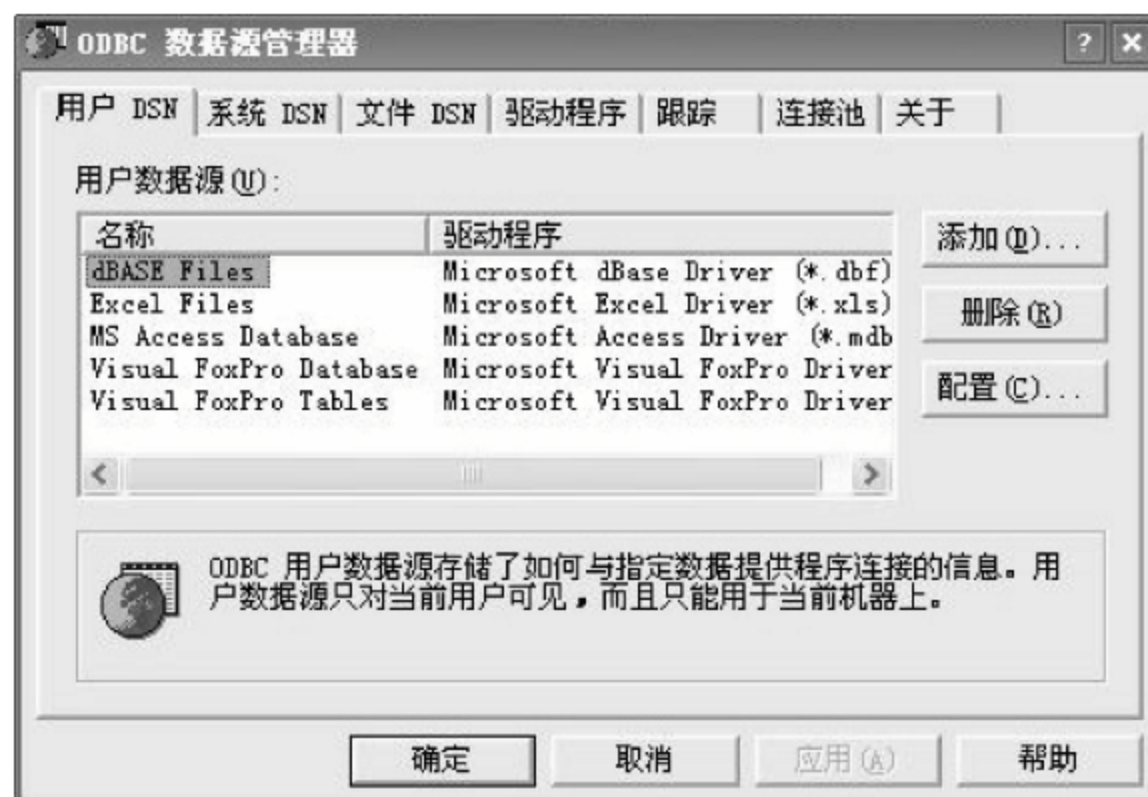 ODBC 数据源管理器
用户 DSN 系统 DSN 文件 DSN 驱动程序 跟踪 连接池 关于
用户数据源(U):
名称 驱动程序
dBASE Files Microsoft dBase Driver (*.dbf)
Excel Files Microsoft Excel Driver (*.xls)
MS Access Database Microsoft Access Driver (*.mdb
Visual FoxPro Database Microsoft Visual FoxPro Driver
Visual FoxPro Tables Microsoft Visual FoxPro Driver
添加(D)...
删除(R)
配置(C)...
ODBC 用户数据源存储了如何与指定数据提供程序连接的信息。用
户数据源只对当前用户可见，而且只能用于当前机器上。
确定 取消 应用(A) 帮助